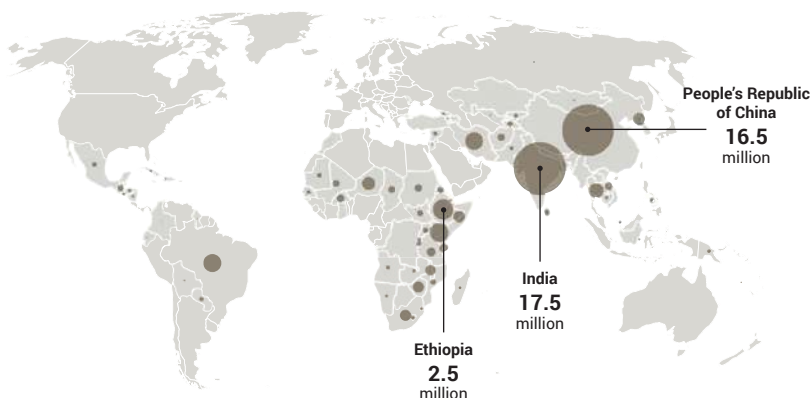 People's Republic
of China
16.5
million
India
17.5
million
Ethiopia
2.5
million